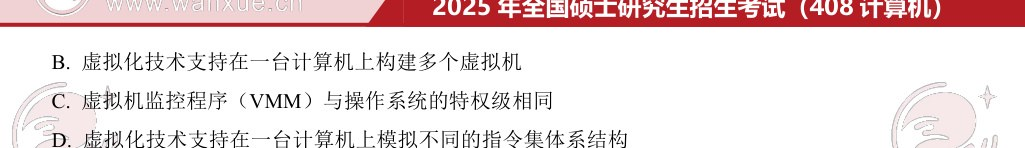 www.wanxue.cn
2025 年全国硕士研究生招生考试（408 计算机）
B. 虚拟化技术支持在一台计算机上构建多个虚拟机
C. 虚拟机监控程序（VMM）与操作系统的特权级相同
D. 虚拟化技术支持在一台计算机上模拟不同的指令集体系结构